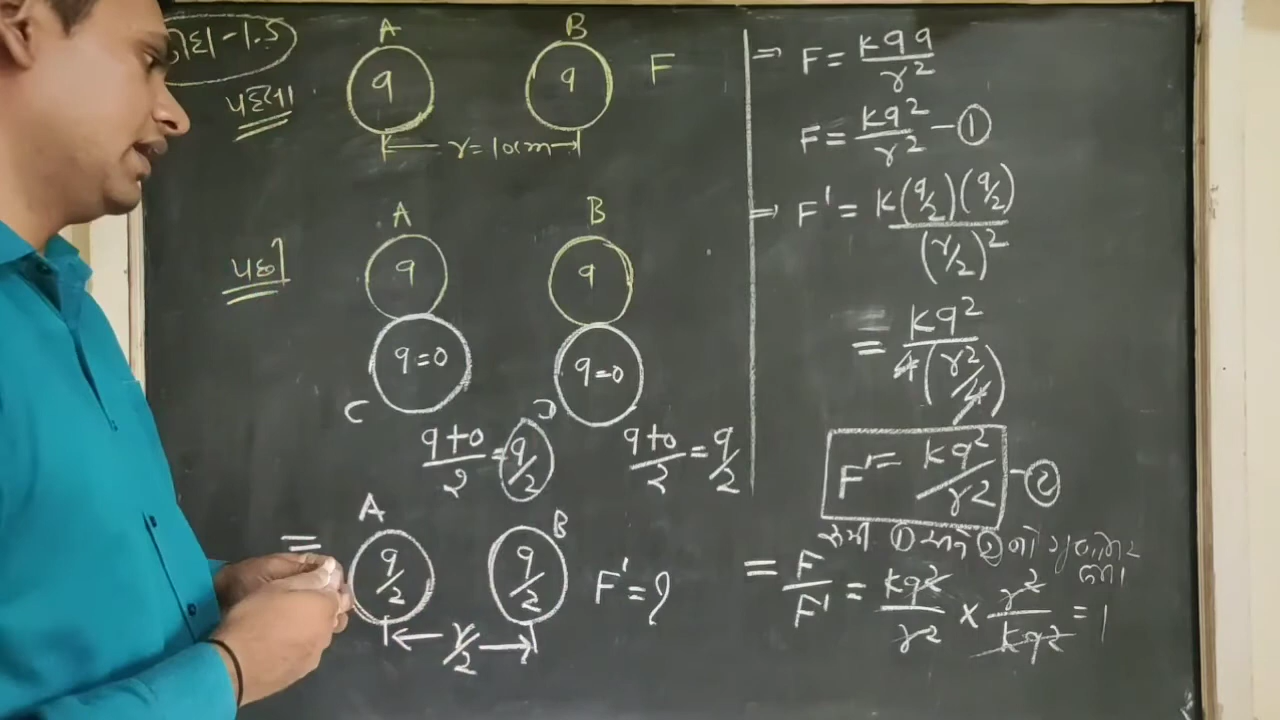 દા-1.5
પહેલા
A B
q q F
r=10cm
પછી
A B
q q
q=0 q=0
C D
q+0/2 = q/2 q+0/2 = q/2
A B
= q/2 q/2 F'=?
r/2
⇒ F = kqq/r²
F = kq²/r² - ①
⇒ F' = k(q/2)(q/2)/(r/2)²
= kq²/4(r²/4)
F' = kq²/r² - ②
① અને ② નો ગુણોત્તર
લેતા
= F/F' = kq²/r² × r²/kq² = 1